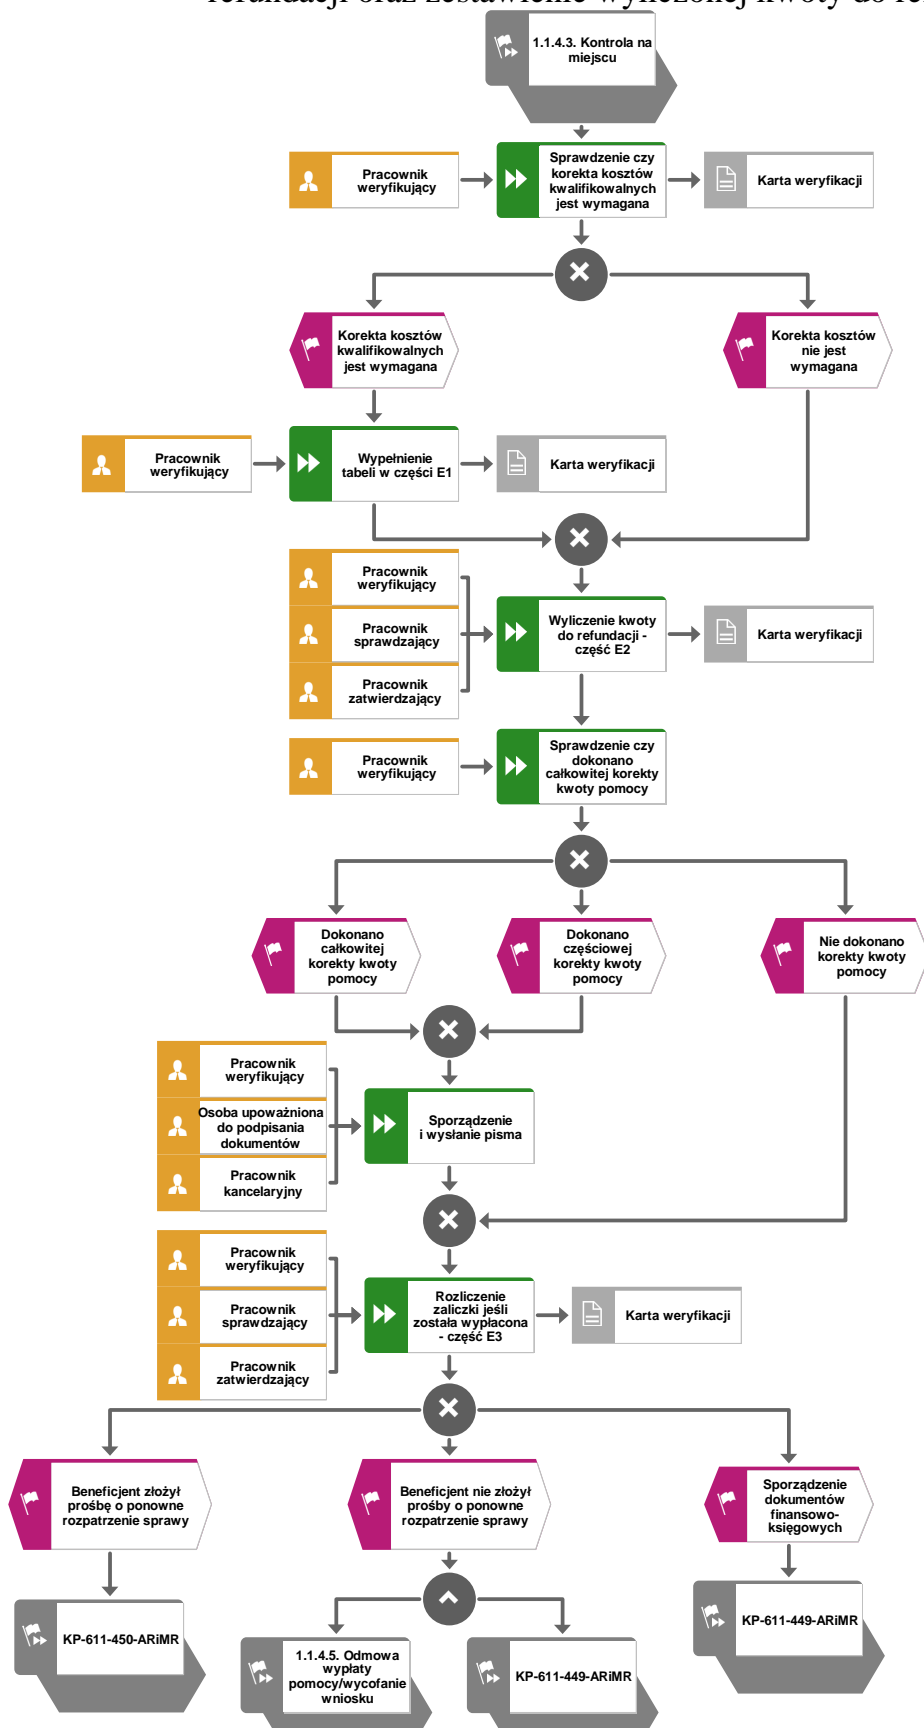 refundacji oraz zestawienie wyliczonej kwoty do re
1.1.4.3. Kontrola na
miejscu
Pracownik
weryfikujący
Sprawdzenie czy
korekta kosztów
kwalifikowalnych
jest wymagana
Karta weryfikacji
Korekta kosztów
kwalifikowalnych
jest wymagana
Korekta kosztów
nie jest
wymagana
Pracownik
weryfikujący
Wypełnienie
tabeli w części E1
Karta weryfikacji
Pracownik
weryfikujący
Pracownik
sprawdzający
Pracownik
zatwierdzający
Wyliczenie kwoty
do refundacji -
część E2
Karta weryfikacji
Pracownik
weryfikujący
Sprawdzenie czy
dokonano
całkowitej korekty
kwoty pomocy
Dokonano
całkowitej
korekty kwoty
pomocy
Dokonano
częściowej
korekty kwoty
pomocy
Nie dokonano
korekty kwoty
pomocy
Pracownik
weryfikujący
Osoba upoważniona
do podpisania
dokumentów
Pracownik
kancelaryjny
Sporządzenie
i wysłanie pisma
Pracownik
weryfikujący
Pracownik
sprawdzający
Pracownik
zatwierdzający
Rozliczenie
zaliczki jeśli
została wypłacona
- część E3
Karta weryfikacji
Beneficjent złożył
prośbę o ponowne
rozpatrzenie sprawy
Beneficjent nie złożył
prośby o ponowne
rozpatrzenie sprawy
Sporządzenie
dokumentów
finansowo-
księgowych
KP-611-450-ARiMR
1.1.4.5. Odmowa
wypłaty
pomocy/wycofanie
wniosku
KP-611-449-ARiMR
KP-611-449-ARiMR